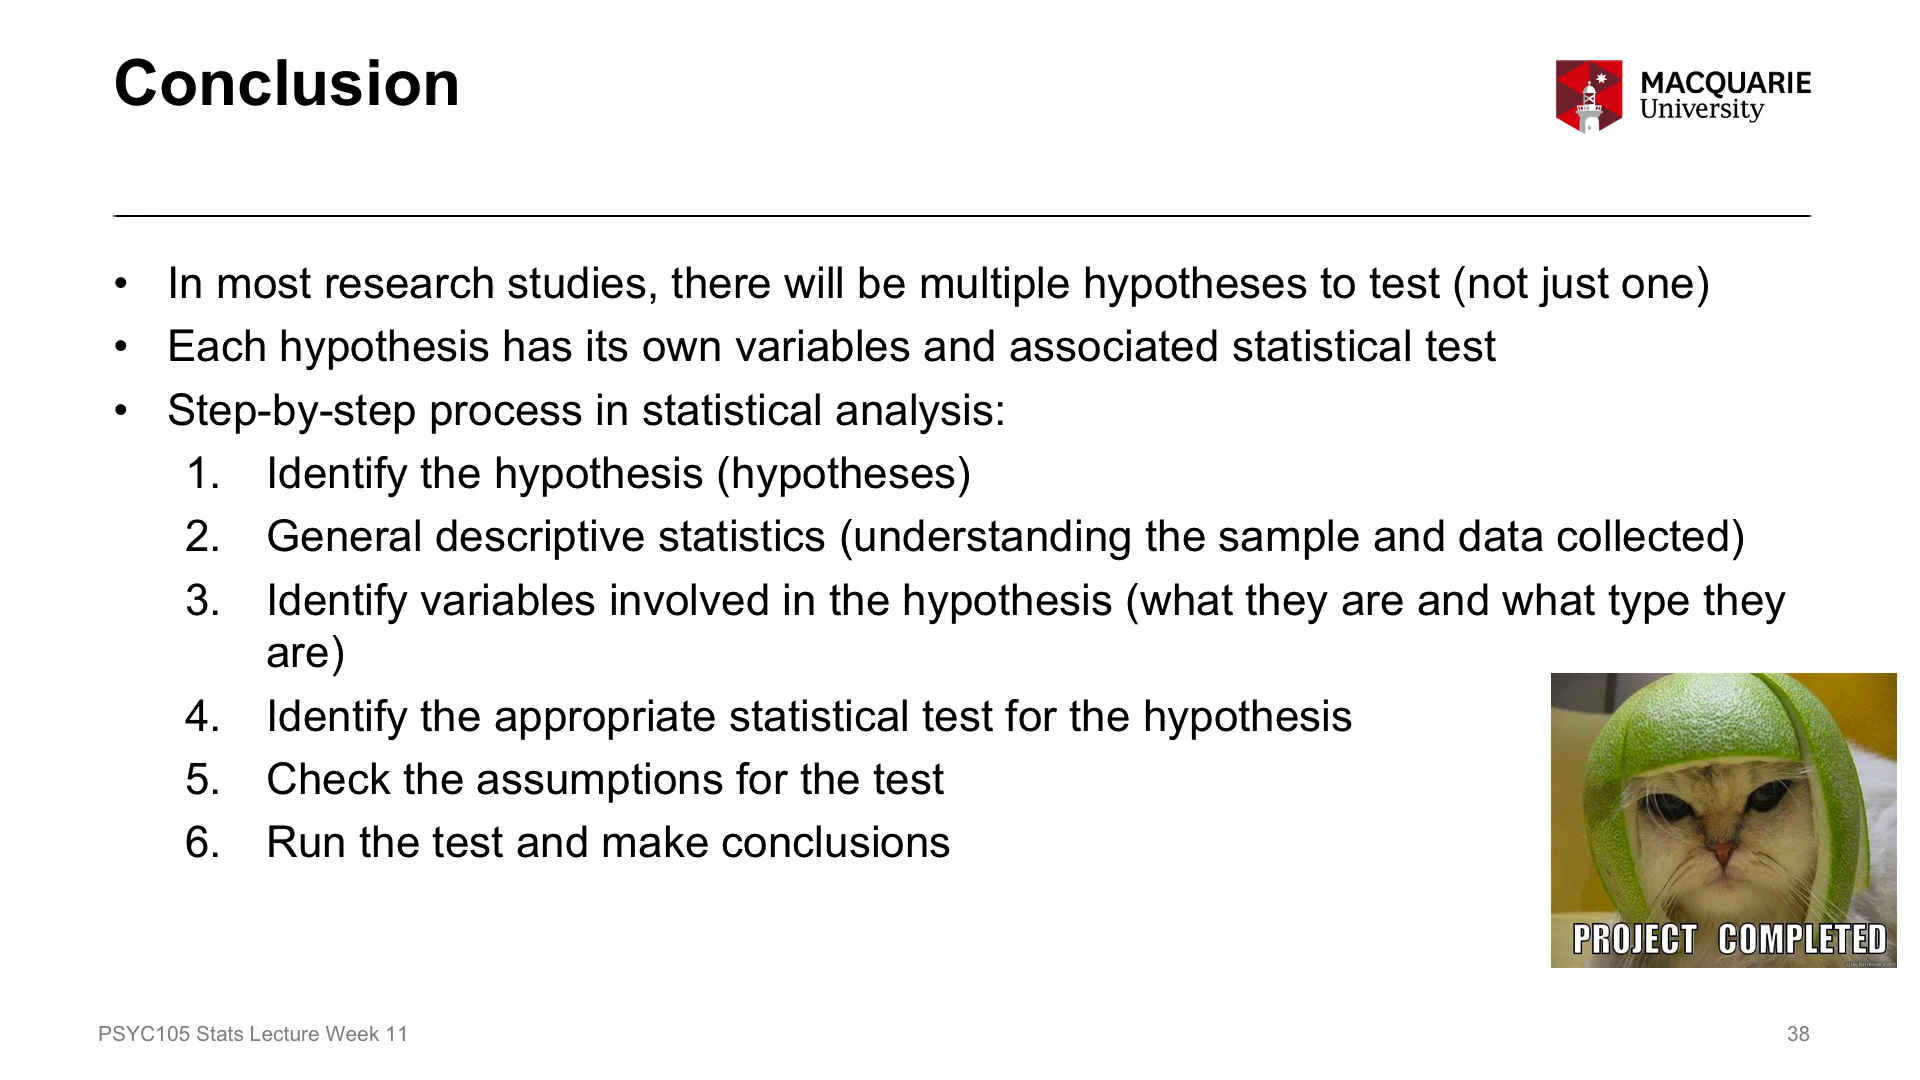 Conclusion
MACQUARIE
University
• In most research studies, there will be multiple hypotheses to test (not just one)
• Each hypothesis has its own variables and associated statistical test
• Step-by-step process in statistical analysis:
1. Identify the hypothesis (hypotheses)
2. General descriptive statistics (understanding the sample and data collected)
3. Identify variables involved in the hypothesis (what they are and what type they
are)
4. Identify the appropriate statistical test for the hypothesis
5. Check the assumptions for the test
6. Run the test and make conclusions
PROJECT COMPLETED
quickmeme.com
PSYC105 Stats Lecture Week 11
38